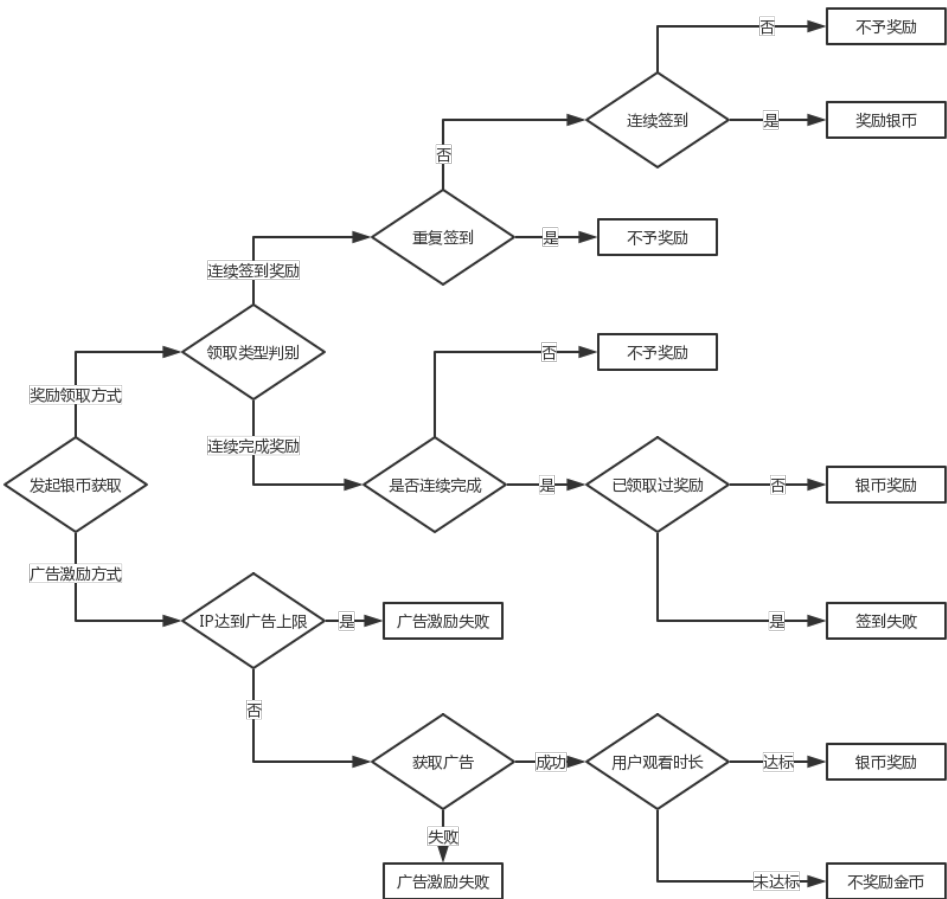 否
不予奖励
连续签到
是
奖励银币
否
重复签到
是
不予奖励
连续签到奖励
领取类型判别
否
不予奖励
奖励领取方式
连续完成奖励
发起银币获取
是否连续完成
是
已领取过奖励
否
银币奖励
广告激励方式
IP达到广告上限
是
广告激励失败
是
签到失败
否
获取广告
成功
用户观看时长
达标
银币奖励
失败
广告激励失败
未达标
不奖励金币